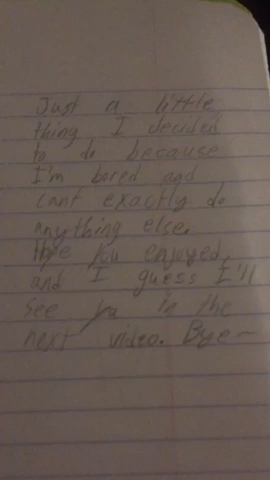 Just a little
thing I decided
to do because
I'm bored and
cant exactly do
anything else.
Hope you enjoyed,
and I guess I'll
see you in the
next video. Bye~